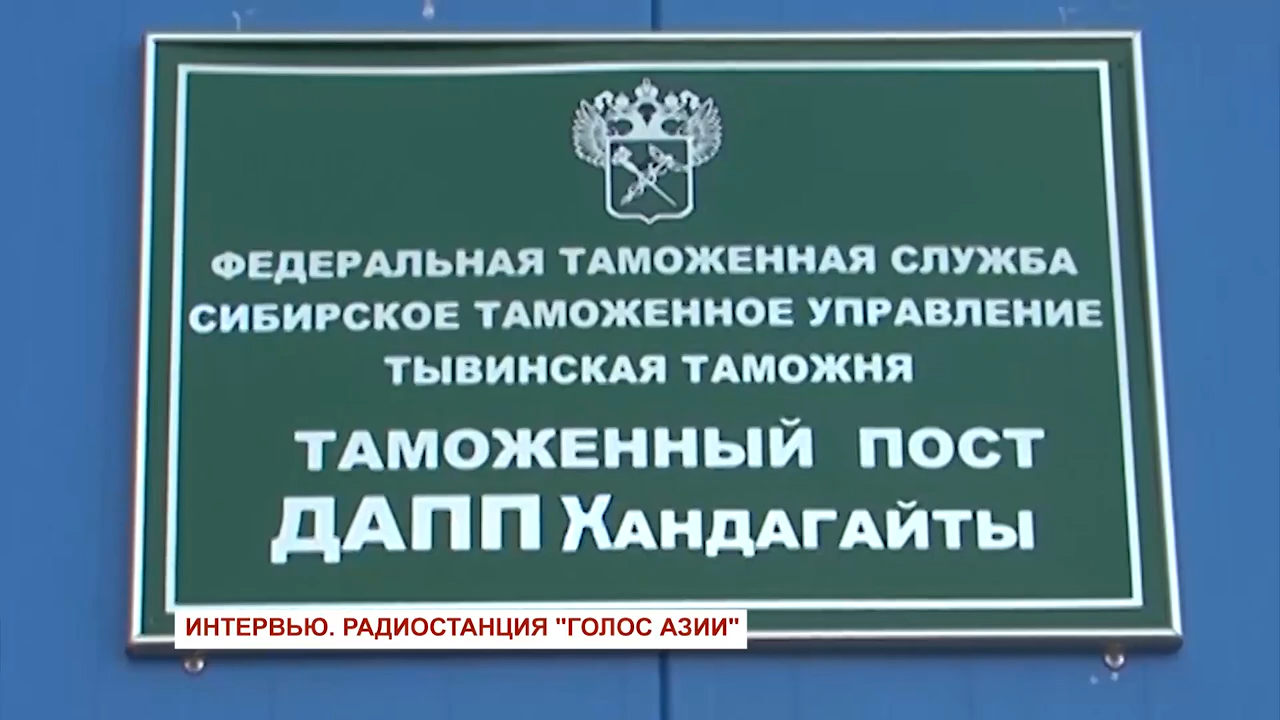 ФЕДЕРАЛЬНАЯ ТАМОЖЕННАЯ СЛУЖБА
СИБИРСКОЕ ТАМОЖЕННОЕ УПРАВЛЕНИЕ
ТЫВИНСКАЯ ТАМОЖНЯ
ТАМОЖЕННЫЙ ПОСТ
ДАПП ХАНДАГАЙТЫ
ИНТЕРВЬЮ. РАДИОСТАНЦИЯ "ГОЛОС АЗИИ"